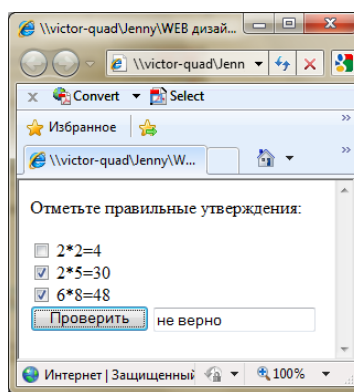 \\victor-quad\Jenny\WEB дизай...
\\victor-quad\Jenn
x Convert Select
Избранное
\\victor-quad\Jenny\W...
Отметьте правильные утверждения:
2*2=4
2*5=30
6*8=48
Проверить не верно
Интернет | Защищенный 100%